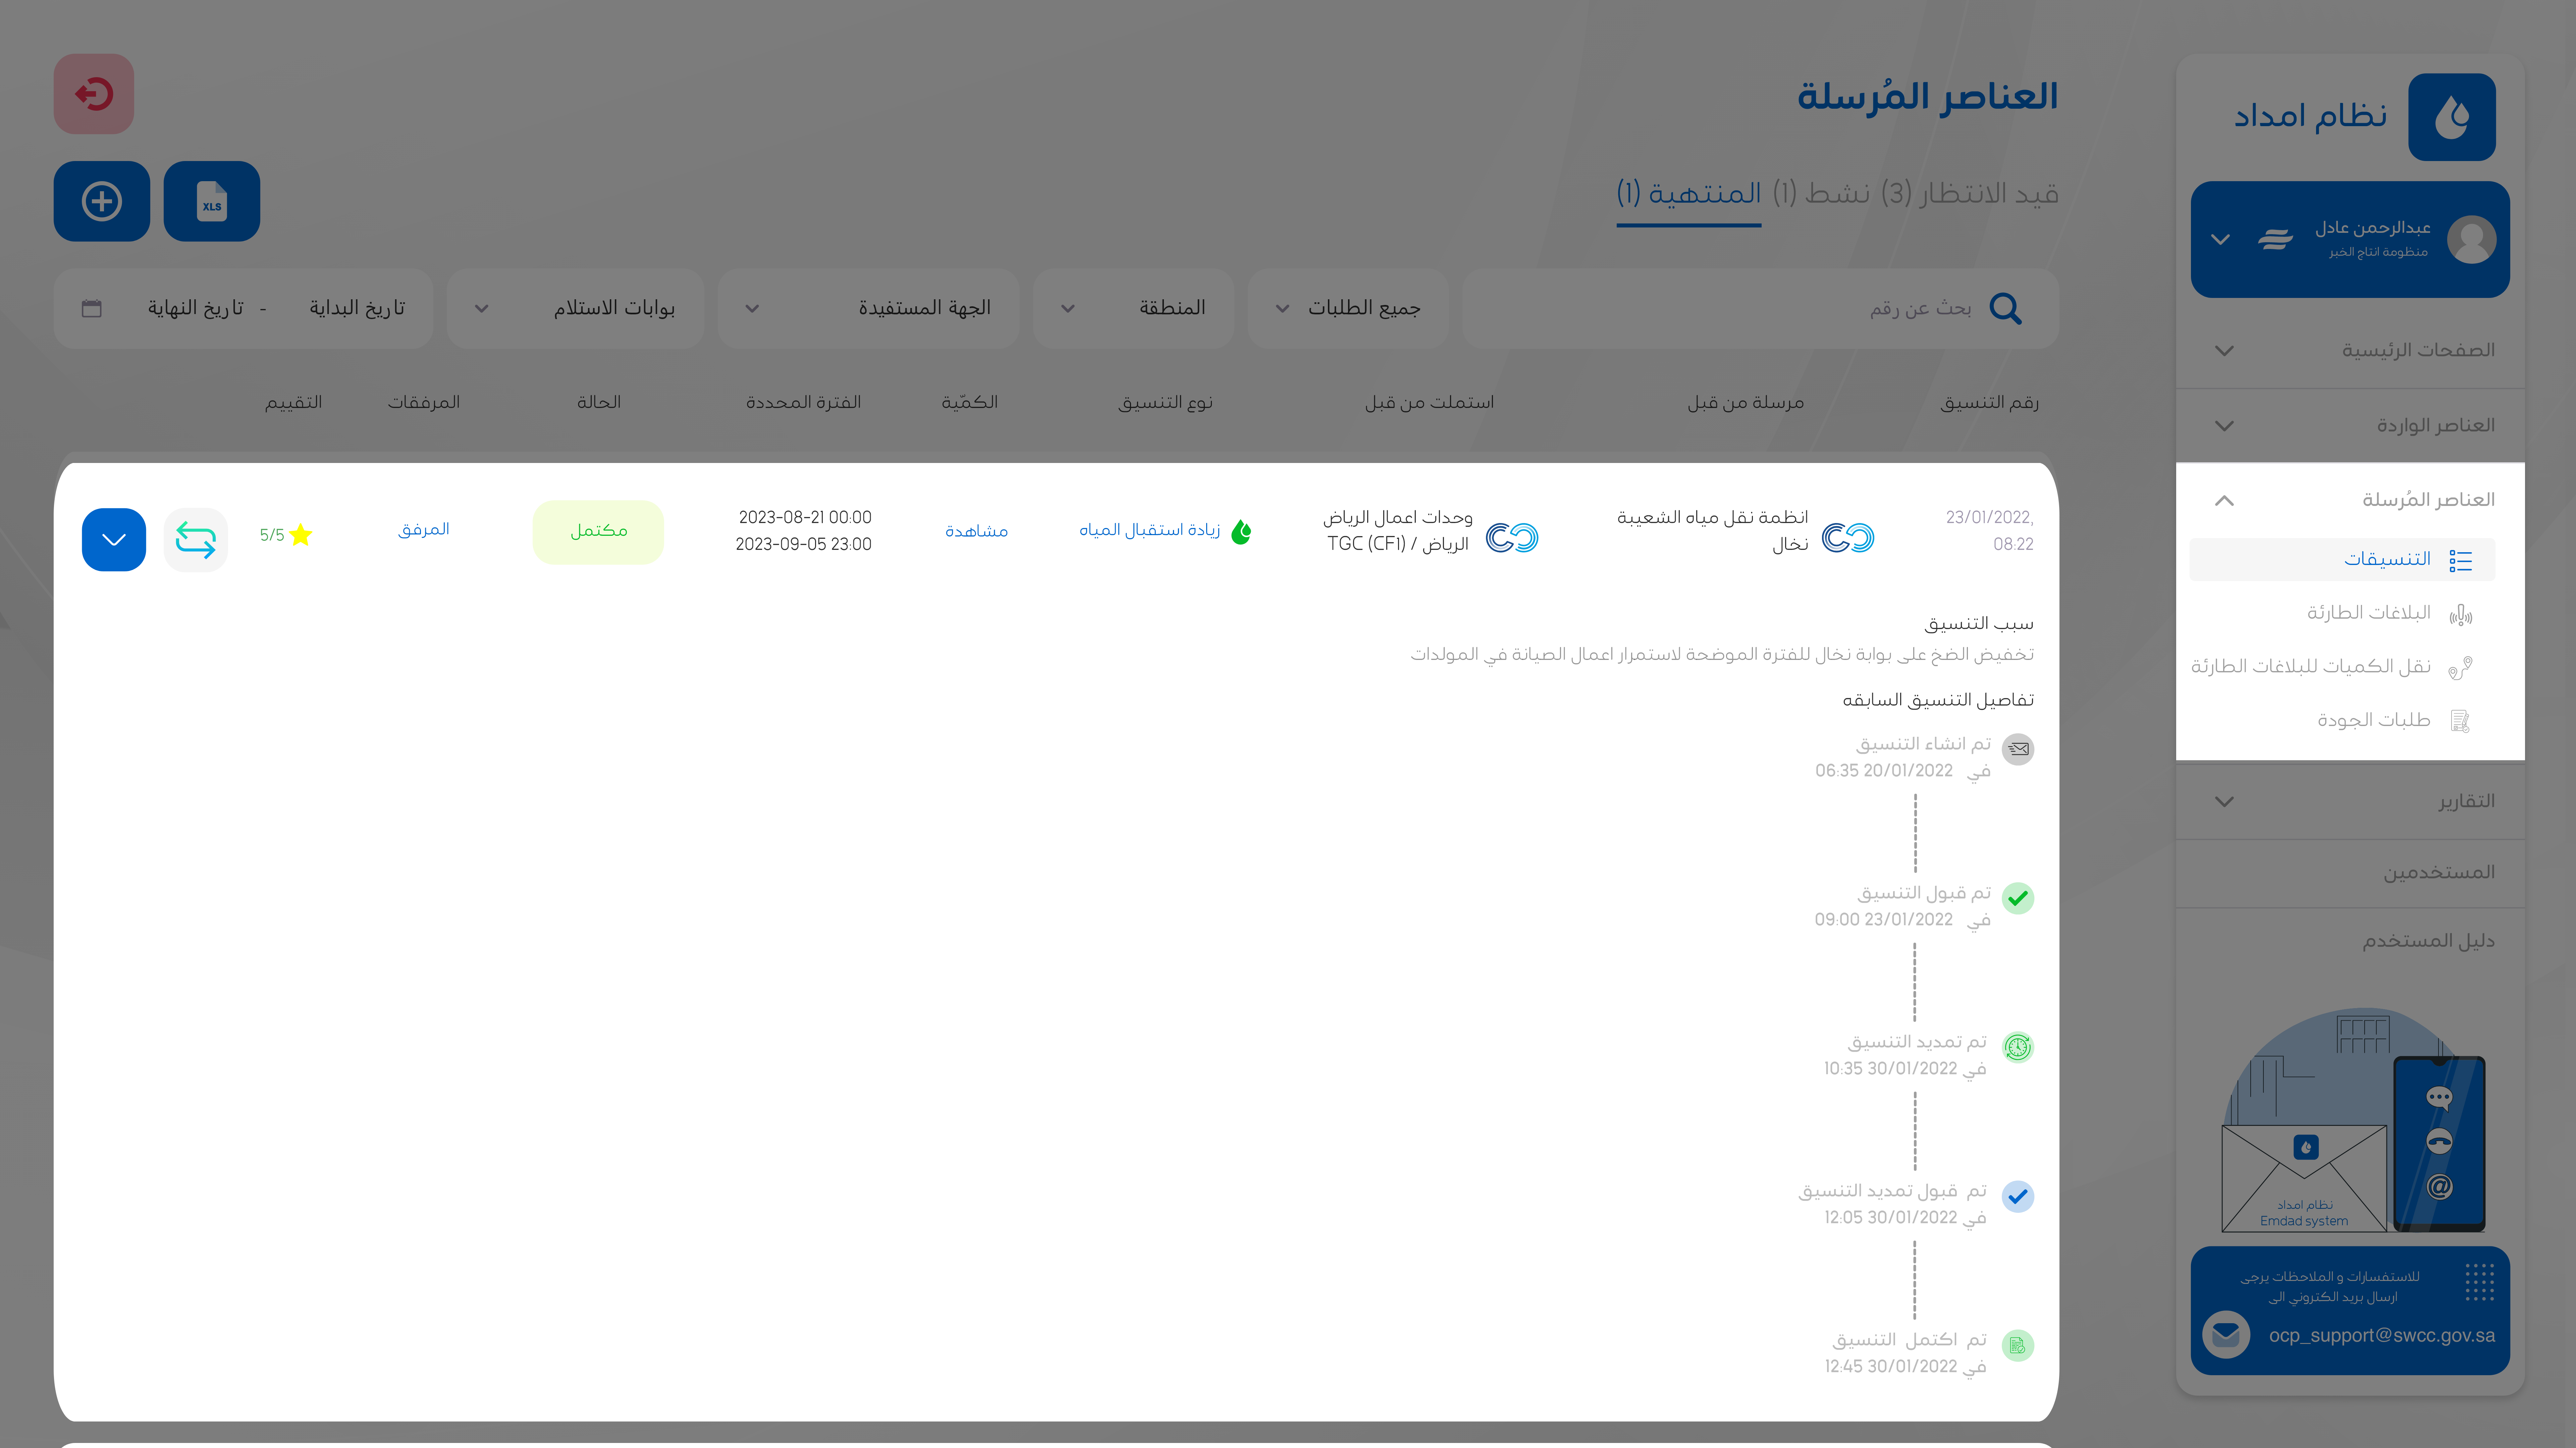 نظام امداد
عبدالرحمن عادل
منظومة انتاج الخبر
الصفحات الرئيسية
العناصر الواردة
العناصر المُرسلة
التنسيقات
البلاغات الطارئة
نقل الكميات للبلاغات الطارئة
طلبات الجودة
التقارير
المستخدمين
دليل المستخدم
نظام امداد
Emdad system
للاستفسارات و الملاحظات يرجى
ارسال بريد الكتروني الى
ocp_support@swcc.gov.sa
العناصر المُرسلة
قيد الانتظار (3) نشط (1) المنتهية (1)
XLS
بحث عن رقم
جميع الطلبات
المنطقة
الجهة المستفيدة
بوابات الاستلام
تاريخ البداية - تاريخ النهاية
رقم التنسيق
مرسلة من قبل
استملت من قبل
نوع التنسيق
الكمّية
الفترة المحددة
الحالة
المرفقات
التقييم
23/01/2022,
08:22
انظمة نقل مياه الشعيبة
نخال
وحدات اعمال الرياض
الرياض / TGC (CF1)
زيادة استقبال المياه
مشاهدة
2023-08-21 00:00
2023-09-05 23:00
مكتمل
المرفق
5/5
سبب التنسيق
تخفيض الضخ على بوابة نخال للفترة الموضحة لاستمرار اعمال الصيانة في المولدات
تفاصيل التنسيق السابقه
تم انشاء التنسيق
في 20/01/2022 06:35
تم قبول التنسيق
في 23/01/2022 09:00
تم تمديد التنسيق
في 30/01/2022 10:35
تم قبول تمديد التنسيق
في 30/01/2022 12:05
تم اكتمل التنسيق
في 30/01/2022 12:45